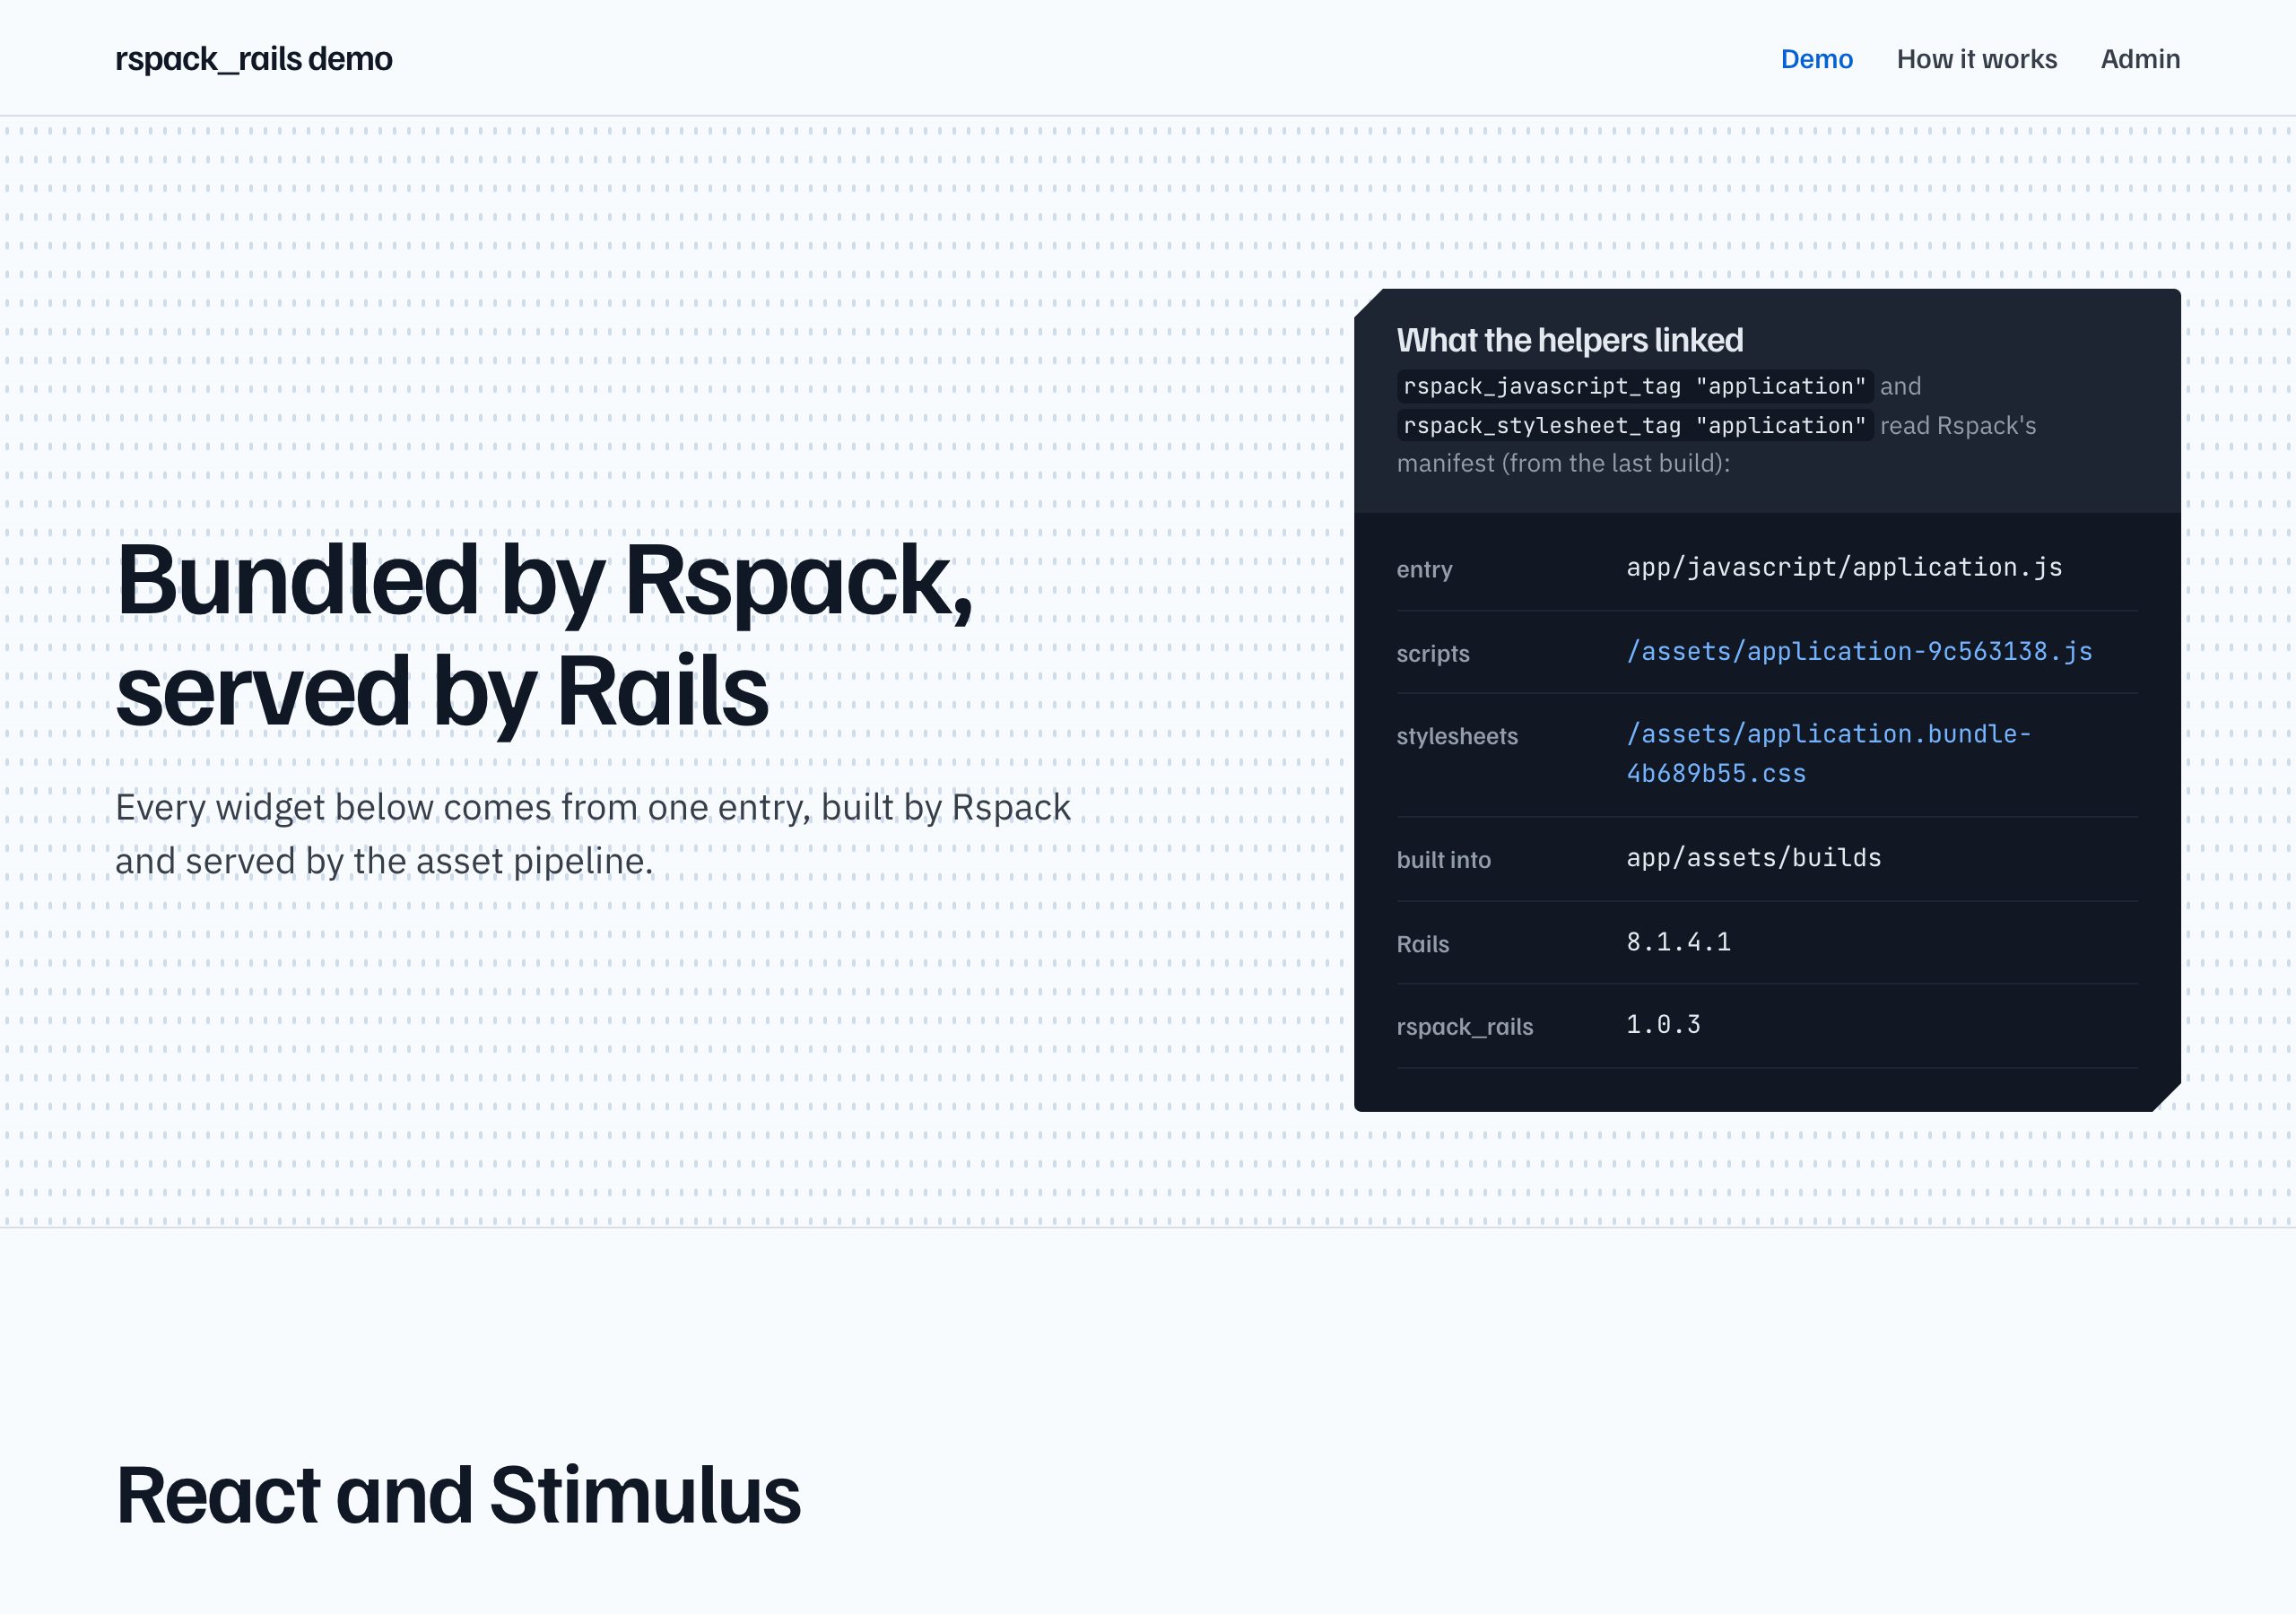 rspack_rails demo
Demo How it works Admin
Bundled by Rspack,
served by Rails
Every widget below comes from one entry, built by Rspack
and served by the asset pipeline.
What the helpers linked
rspack_javascript_tag "application" and
rspack_stylesheet_tag "application" read Rspack's
manifest (from the last build):
entry app/javascript/application.js
scripts /assets/application-9c563138.js
stylesheets /assets/application.bundle-
4b689b55.css
built into app/assets/builds
Rails 8.1.4.1
rspack_rails 1.0.3
React and Stimulus